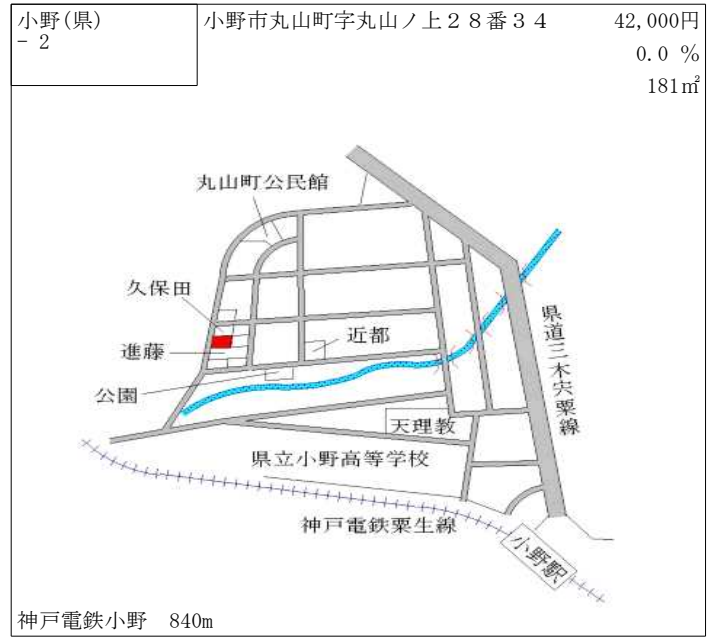 小野(県)
- 2
小野市丸山町字丸山ノ上２８番３４
42,000円
0.0 %
181㎡
丸山町公民館
久保田
進藤
近都
公園
県道三木宍粟線
天理教
県立小野高等学校
神戸電鉄粟生線
小野駅
神戸電鉄小野　840m